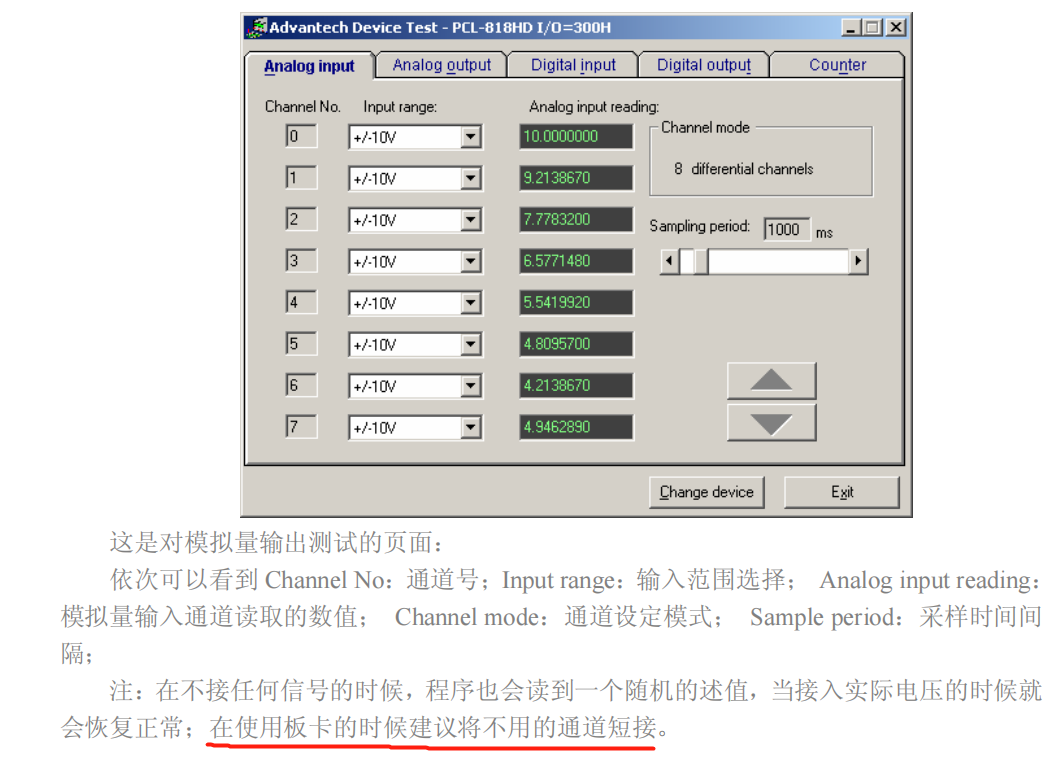 Advantech Device Test - PCL-818HD I/O=300H
Analog input Analog output Digital input Digital output Counter
Channel No. Input range: Analog input reading:
Channel mode
0 +/-10V 10.0000000
8 differential channels
1 +/-10V 9.2138670
2 +/-10V 7.7783200
Sampling period: 1000 ms
3 +/-10V 6.5771480
4 +/-10V 5.5419920
5 +/-10V 4.8095700
6 +/-10V 4.2138670
7 +/-10V 4.9462890
Change device Exit
这是对模拟量输出测试的页面：
依次可以看到 Channel No：通道号；Input range：输入范围选择； Analog input reading：
模拟量输入通道读取的数值； Channel mode：通道设定模式； Sample period：采样时间间
隔；
注：在不接任何信号的时候，程序也会读到一个随机的述值，当接入实际电压的时候就
会恢复正常；在使用板卡的时候建议将不用的通道短接。